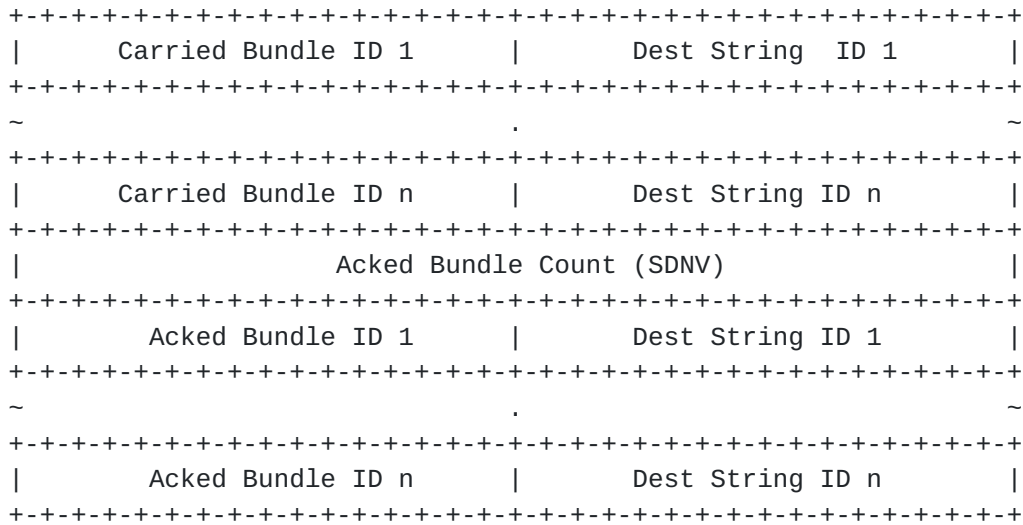 +-+-+-+-+-+-+-+-+-+-+-+-+-+-+-+-+-+-+-+-+-+-+-+-+-+-+-+-+-+-+-+-+
|      Carried Bundle ID 1      |       Dest String  ID 1       |
+-+-+-+-+-+-+-+-+-+-+-+-+-+-+-+-+-+-+-+-+-+-+-+-+-+-+-+-+-+-+-+-+
~                               .                               ~
+-+-+-+-+-+-+-+-+-+-+-+-+-+-+-+-+-+-+-+-+-+-+-+-+-+-+-+-+-+-+-+-+
|      Carried Bundle ID n      |       Dest String ID n        |
+-+-+-+-+-+-+-+-+-+-+-+-+-+-+-+-+-+-+-+-+-+-+-+-+-+-+-+-+-+-+-+-+
|                    Acked Bundle Count (SDNV)                  |
+-+-+-+-+-+-+-+-+-+-+-+-+-+-+-+-+-+-+-+-+-+-+-+-+-+-+-+-+-+-+-+-+
|        Acked Bundle ID 1      |       Dest String ID 1        |
+-+-+-+-+-+-+-+-+-+-+-+-+-+-+-+-+-+-+-+-+-+-+-+-+-+-+-+-+-+-+-+-+
~                               .                               ~
+-+-+-+-+-+-+-+-+-+-+-+-+-+-+-+-+-+-+-+-+-+-+-+-+-+-+-+-+-+-+-+-+
|        Acked Bundle ID n      |       Dest String ID n        |
+-+-+-+-+-+-+-+-+-+-+-+-+-+-+-+-+-+-+-+-+-+-+-+-+-+-+-+-+-+-+-+-+